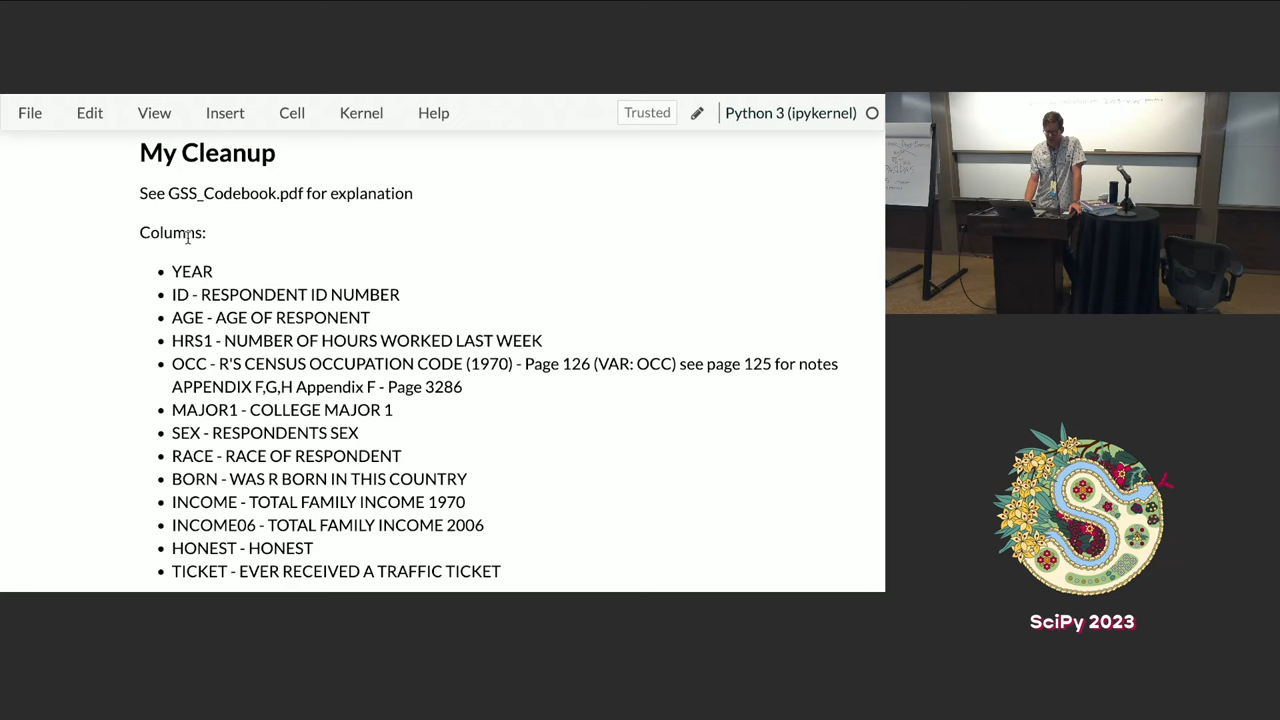 File Edit View Insert Cell Kernel Help Trusted Python 3 (ipykernel)
My Cleanup
See GSS_Codebook.pdf for explanation
Columns:
• YEAR
• ID - RESPONDENT ID NUMBER
• AGE - AGE OF RESPONENT
• HRS1 - NUMBER OF HOURS WORKED LAST WEEK
• OCC - R'S CENSUS OCCUPATION CODE (1970) - Page 126 (VAR: OCC) see page 125 for notes
APPENDIX F,G,H Appendix F - Page 3286
• MAJOR1 - COLLEGE MAJOR 1
• SEX - RESPONDENTS SEX
• RACE - RACE OF RESPONDENT
• BORN - WAS R BORN IN THIS COUNTRY
• INCOME - TOTAL FAMILY INCOME 1970
• INCOME06 - TOTAL FAMILY INCOME 2006
• HONEST - HONEST
• TICKET - EVER RECEIVED A TRAFFIC TICKET
SciPy 2023